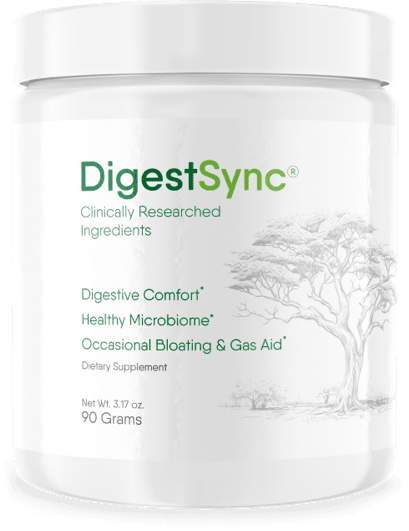 DigestSync®
Clinically Researched
Ingredients
Digestive Comfort*
Healthy Microbiome*
Occasional Bloating & Gas Aid*
Dietary Supplement
Net Wt. 3.17 oz.
90 Grams